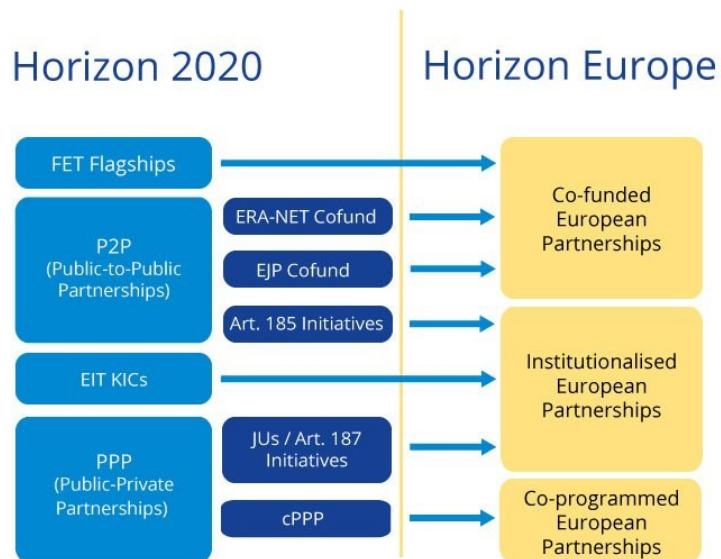 Horizon 2020
Horizon Europe
FET Flagships
P2P
(Public-to-Public
Partnerships)
ERA-NET Cofund
EJP Cofund
Art. 185 Initiatives
Co-funded
European
Partnerships
EIT KICs
Institutionalised
European
Partnerships
PPP
(Public-Private
Partnerships)
JUs / Art. 187
Initiatives
cPPP
Co-programmed
European
Partnerships